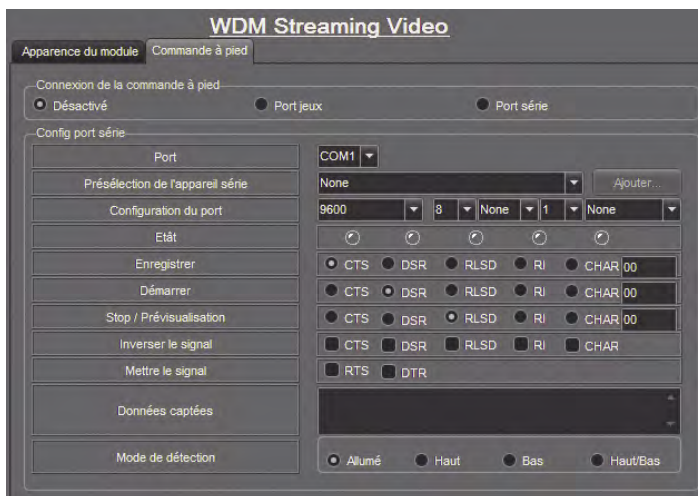 WDM Streaming Video
Apparence du module Commande à pied
Connexion de la commande à pied
Désactivé Port jeux Port série
Config port série
Port COM1
Présélection de l'appareil série None Ajouter...
Configuration du port 9600 8 None 1 None
Etât
Enregistrer CTS DSR RLSD RI CHAR 00
Démarrer CTS DSR RLSD RI CHAR 00
Stop / Prévisualisation CTS DSR RLSD RI CHAR 00
Inverser le signal CTS DSR RLSD RI CHAR
Mettre le signal RTS DTR
Données captées
Mode de détection Allumé Haut Bas Haut/Bas